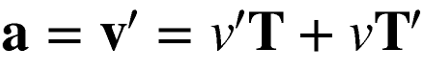 𝐚 = 𝐯′ = 𝑣′𝐓 + 𝑣𝐓′